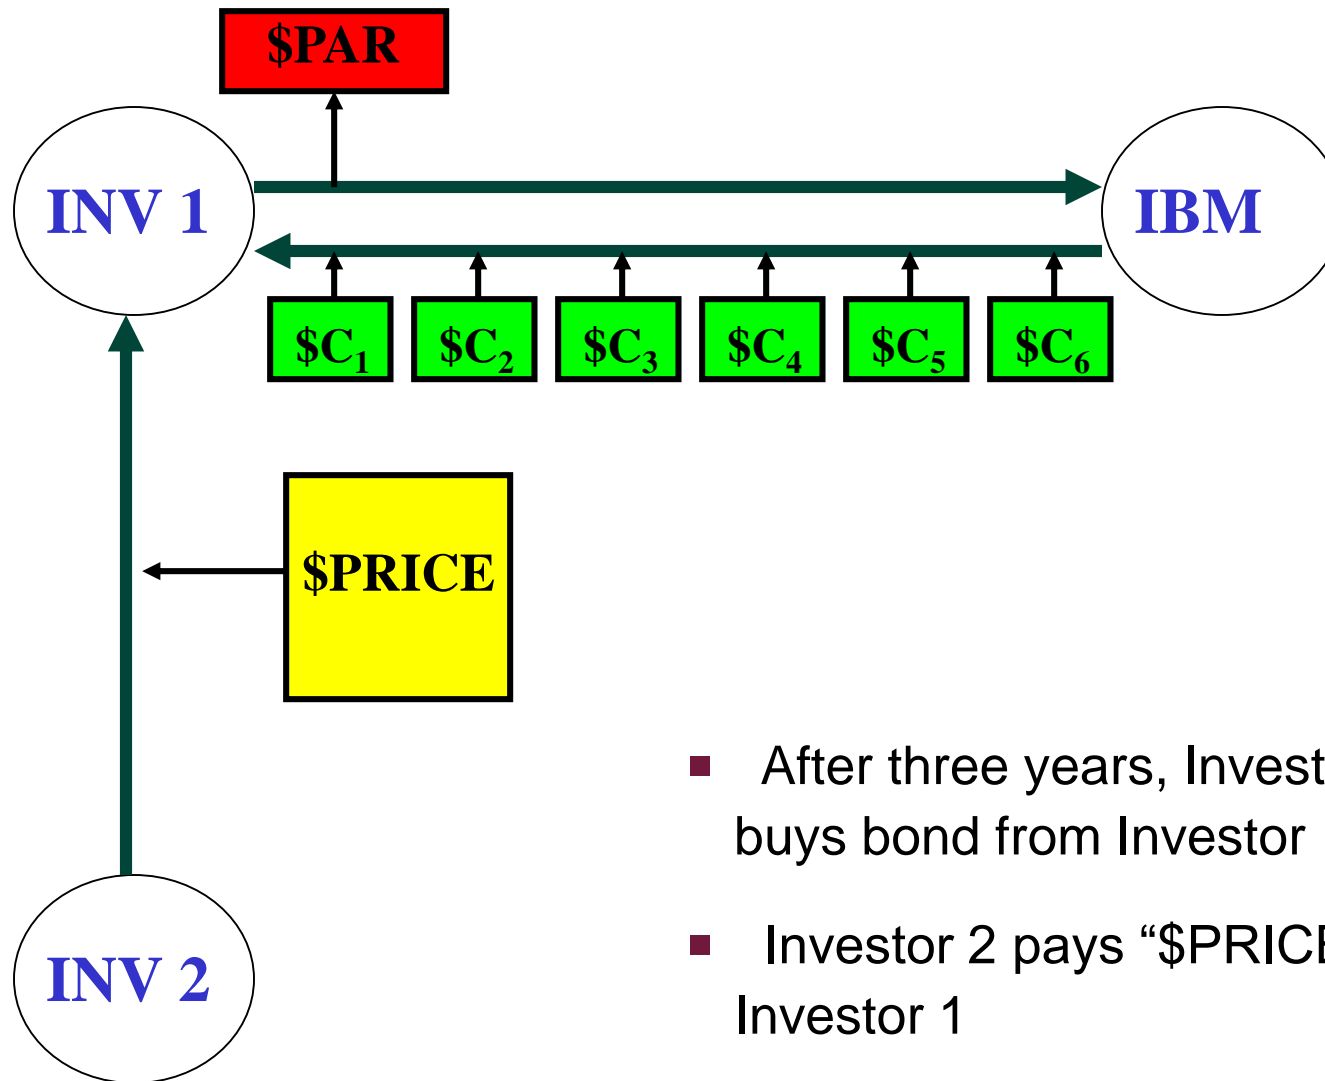 $PAR
INV 1
IBM
$C₁ $C₂ $C₃ $C₄ $C₅ $C₆
$PRICE
After three years, Invest
buys bond from Investor
Investor 2 pays “$PRICE
Investor 1
INV 2